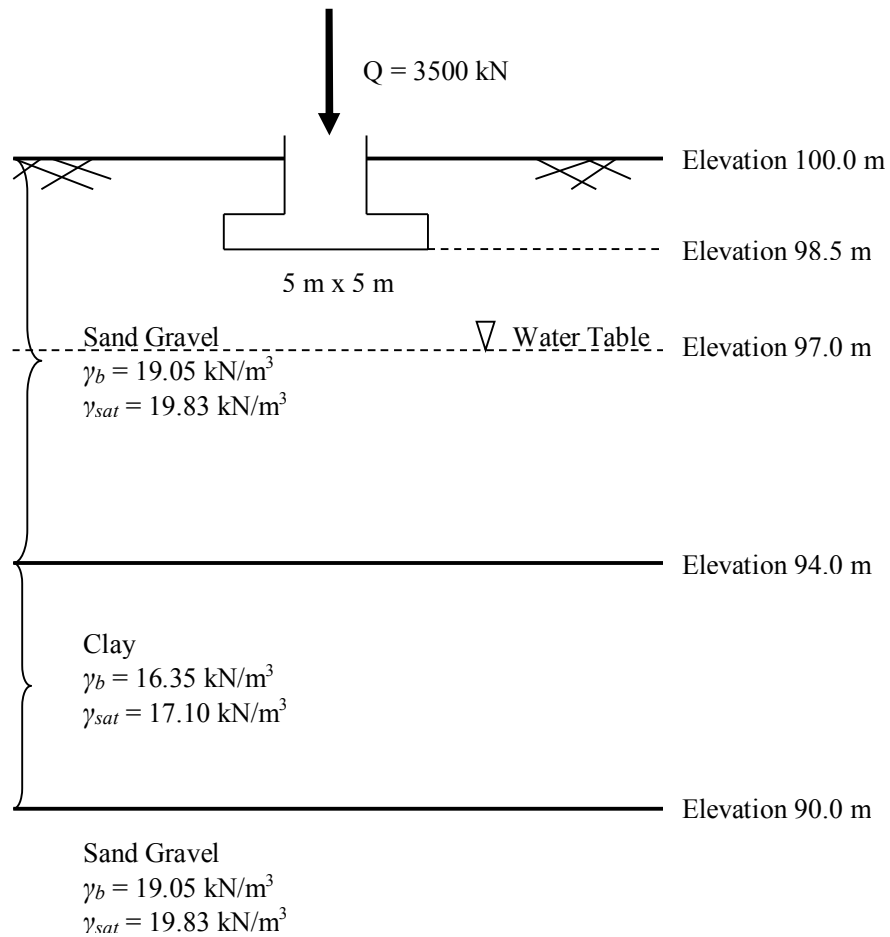 Q = 3500 kN
Elevation 100.0 m
Elevation 98.5 m
5 m x 5 m
Sand Gravel
Water Table
Elevation 97.0 m
γb = 19.05 kN/m³
γsat = 19.83 kN/m³
Elevation 94.0 m
Clay
γb = 16.35 kN/m³
γsat = 17.10 kN/m³
Elevation 90.0 m
Sand Gravel
γb = 19.05 kN/m³
γsat = 19.83 kN/m³